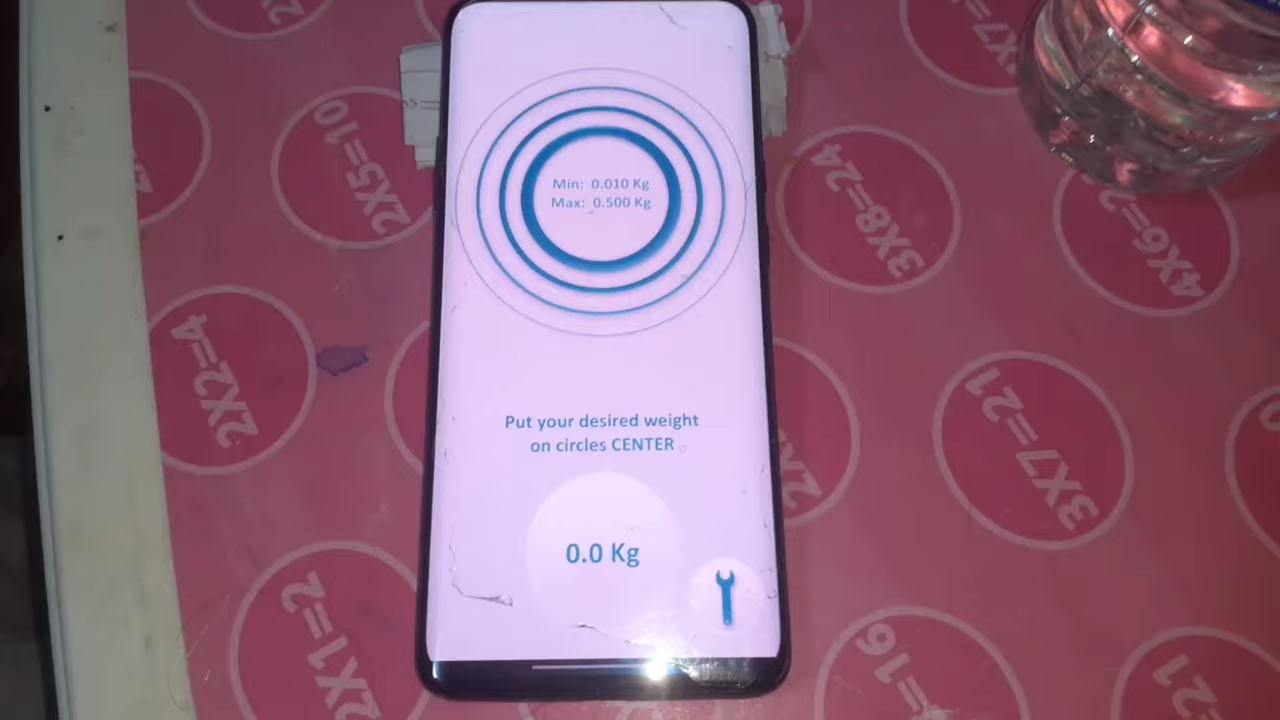 Min: 0.010 Kg
Max: 0.500 Kg
Put your desired weight
on circles CENTER
0.0 Kg
2X5=10
3X8=24
4X6=24
2X2=4
3X7=21
2X1=2